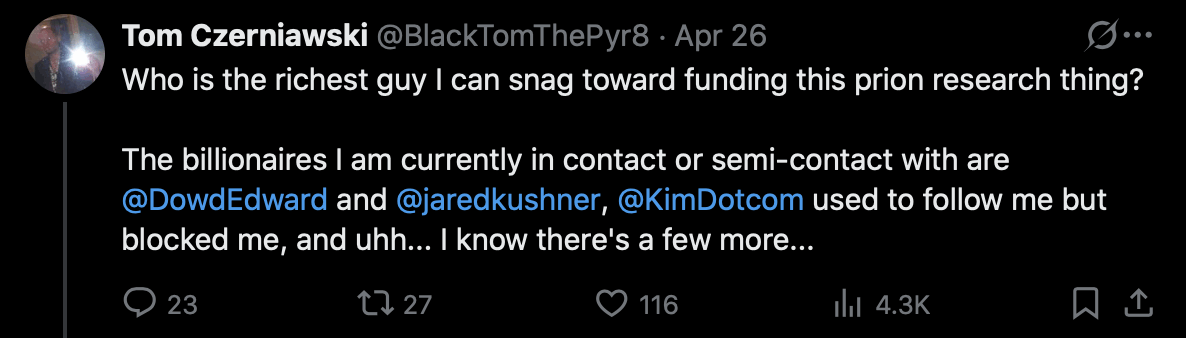 Tom Czerniawski @BlackTomThePyr8 · Apr 26
Who is the richest guy I can snag toward funding this prion research thing?
The billionaires I am currently in contact or semi-contact with are
@DowdEdward and @jaredkushner, @KimDotcom used to follow me but
blocked me, and uhh... I know there's a few more...
23 27 116 4.3K